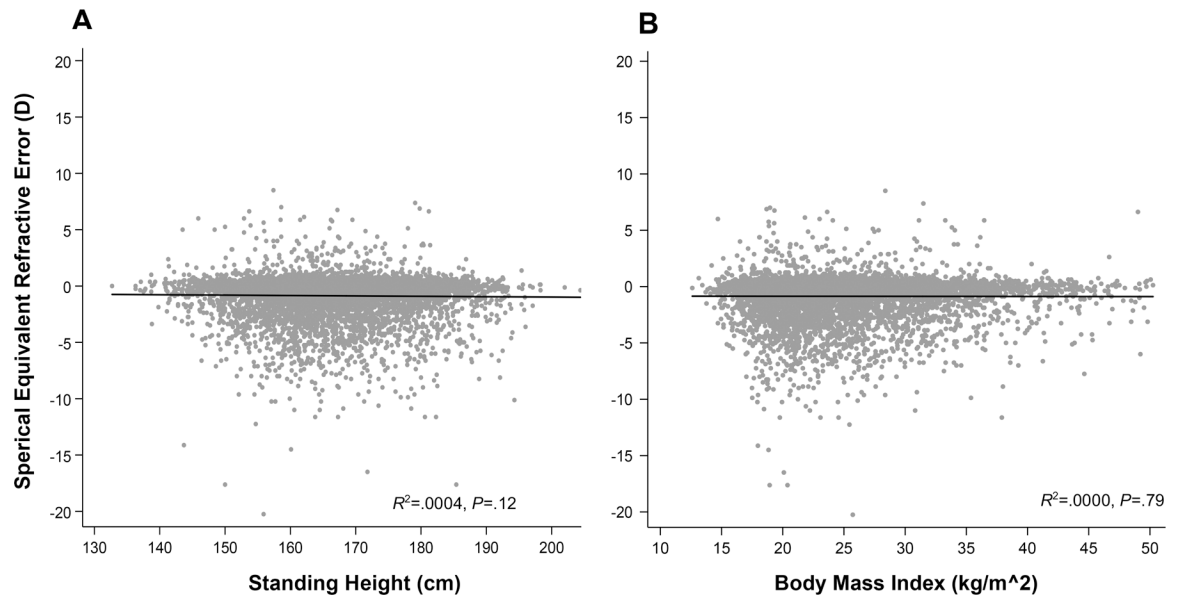 A
B
Sperical Equivalent Refractive Error (D)
20
15
10
5
0
-5
-10
-15
-20
R²=.0004, P=.12
130 140 150 160 170 180 190 200
Standing Height (cm)
20
15
10
5
0
-5
-10
-15
-20
R²=.0000, P=.79
10 15 20 25 30 35 40 45 50
Body Mass Index (kg/m^2)